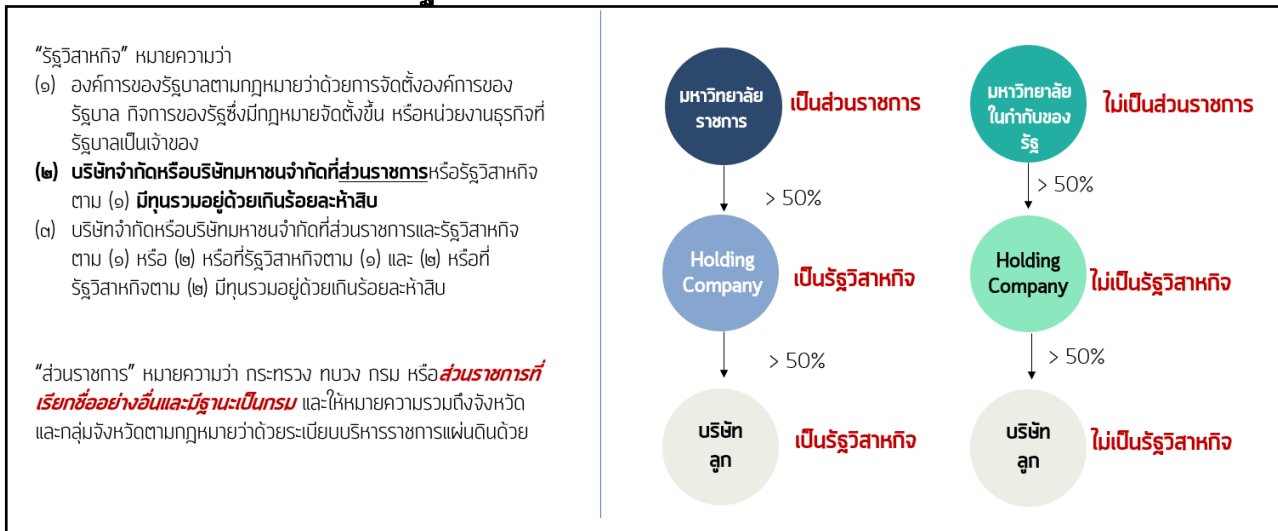 “รัฐวิสาหกิจ” หมายความว่า
(๑) องค์การของรัฐบาลตามกฎหมายว่าด้วยการจัดตั้งองค์การของ
รัฐบาล กิจการของรัฐซึ่งมีกฎหมายจัดตั้งขึ้น หรือหน่วยงานธุรกิจที่
รัฐบาลเป็นเจ้าของ
(๒) บริษัทจำกัดหรือบริษัทมหาชนจำกัดที่ส่วนราชการหรือรัฐวิสาหกิจ
ตาม (๑) มีทุนรวมอยู่ด้วยเกินร้อยละห้าสิบ
(๓) บริษัทจำกัดหรือบริษัทมหาชนจำกัดที่ส่วนราชการและรัฐวิสาหกิจ
ตาม (๑) หรือ (๒) หรือที่รัฐวิสาหกิจตาม (๑) และ (๒) หรือที่
รัฐวิสาหกิจตาม (๒) มีทุนรวมอยู่ด้วยเกินร้อยละห้าสิบ
“ส่วนราชการ” หมายความว่า กระทรวง ทบวง กรม หรือส่วนราชการที่
เรียกชื่ออย่างอื่นและมีฐานะเป็นกรม และให้หมายความรวมถึงจังหวัด
และกลุ่มจังหวัดตามกฎหมายว่าด้วยระเบียบบริหารราชการแผ่นดินด้วย
มหาวิทยาลัย
ราชการ
เป็นส่วนราชการ
> 50%
Holding
Company
เป็นรัฐวิสาหกิจ
> 50%
บริษัท
ลูก
เป็นรัฐวิสาหกิจ
มหาวิทยาลัย
ในกำกับของ
รัฐ
ไม่เป็นส่วนราชการ
> 50%
Holding
Company
ไม่เป็นรัฐวิสาหกิจ
> 50%
บริษัท
ลูก
ไม่เป็นรัฐวิสาหกิจ